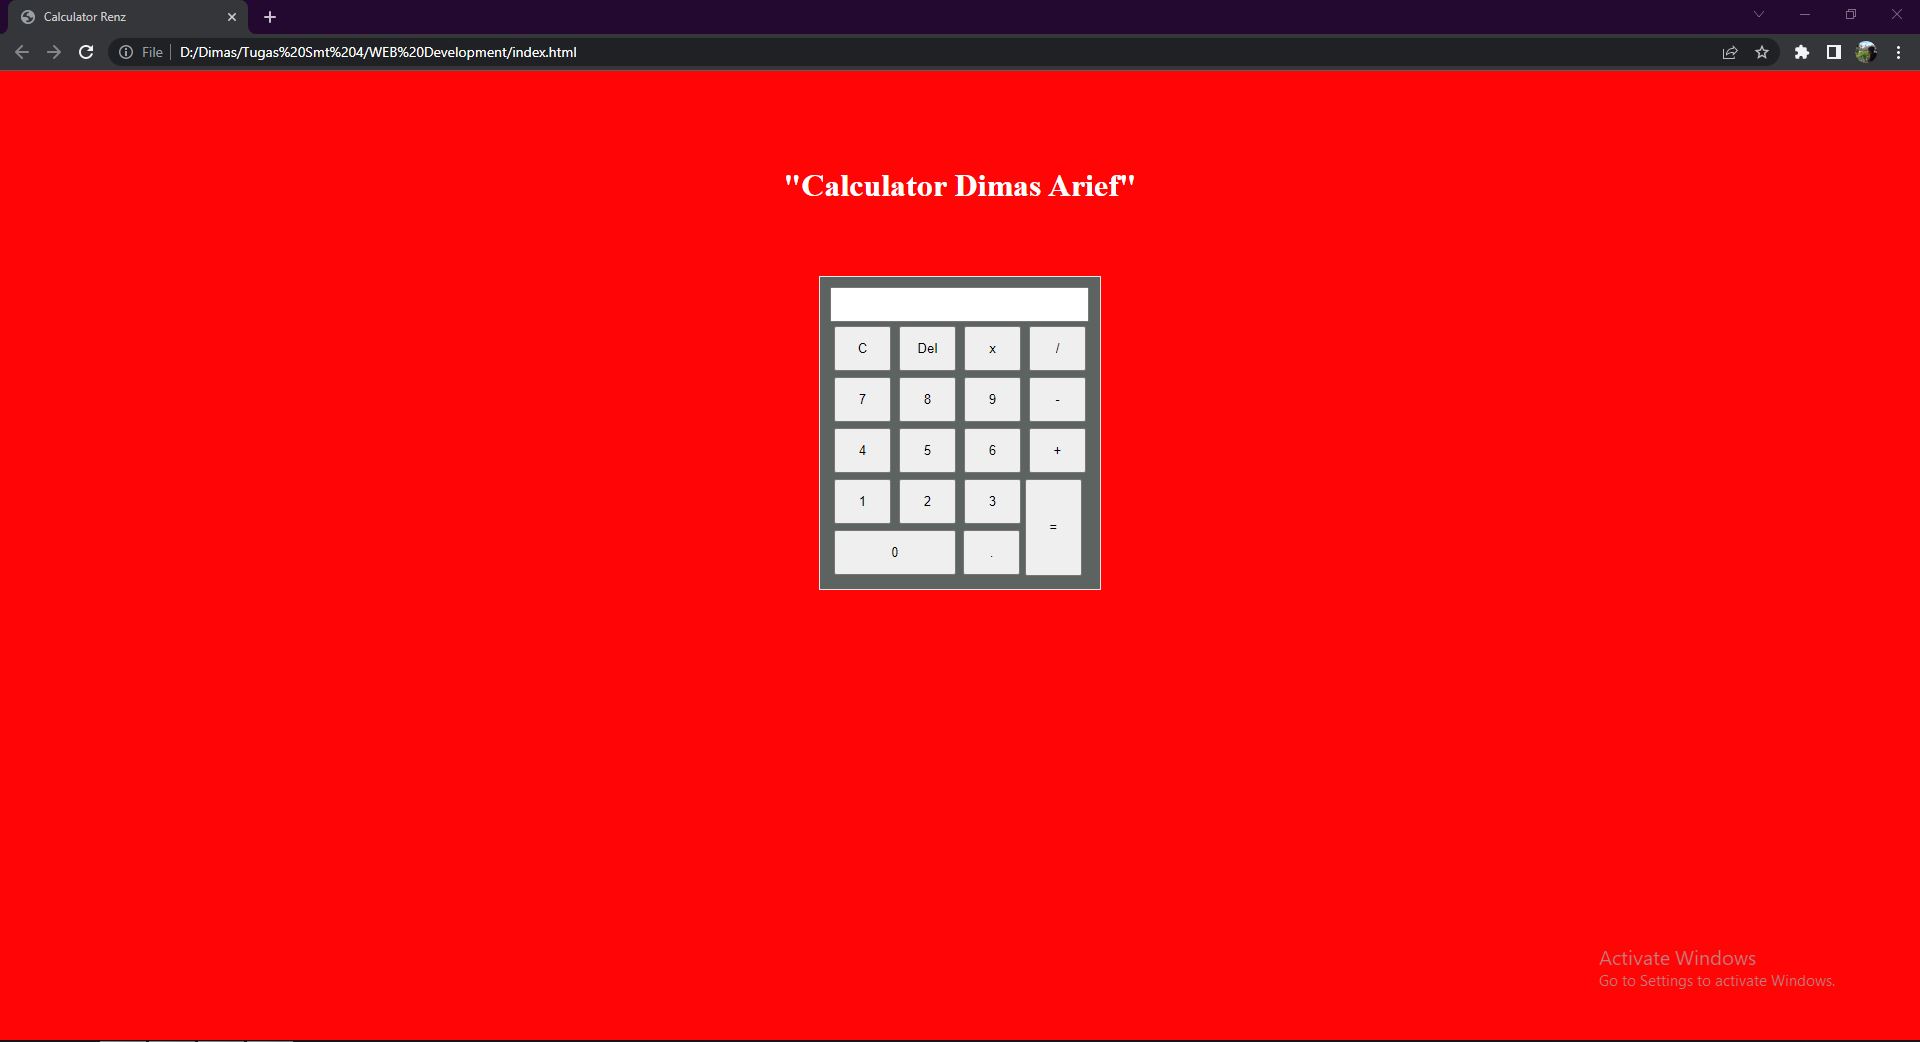 Calculator Renz
File D:/Dimas/Tugas%20Smt%204/WEB%20Development/index.html
"Calculator Dimas Arief"
C Del x /
7 8 9 -
4 5 6 +
1 2 3
=
0 .
Activate Windows
Go to Settings to activate Windows.